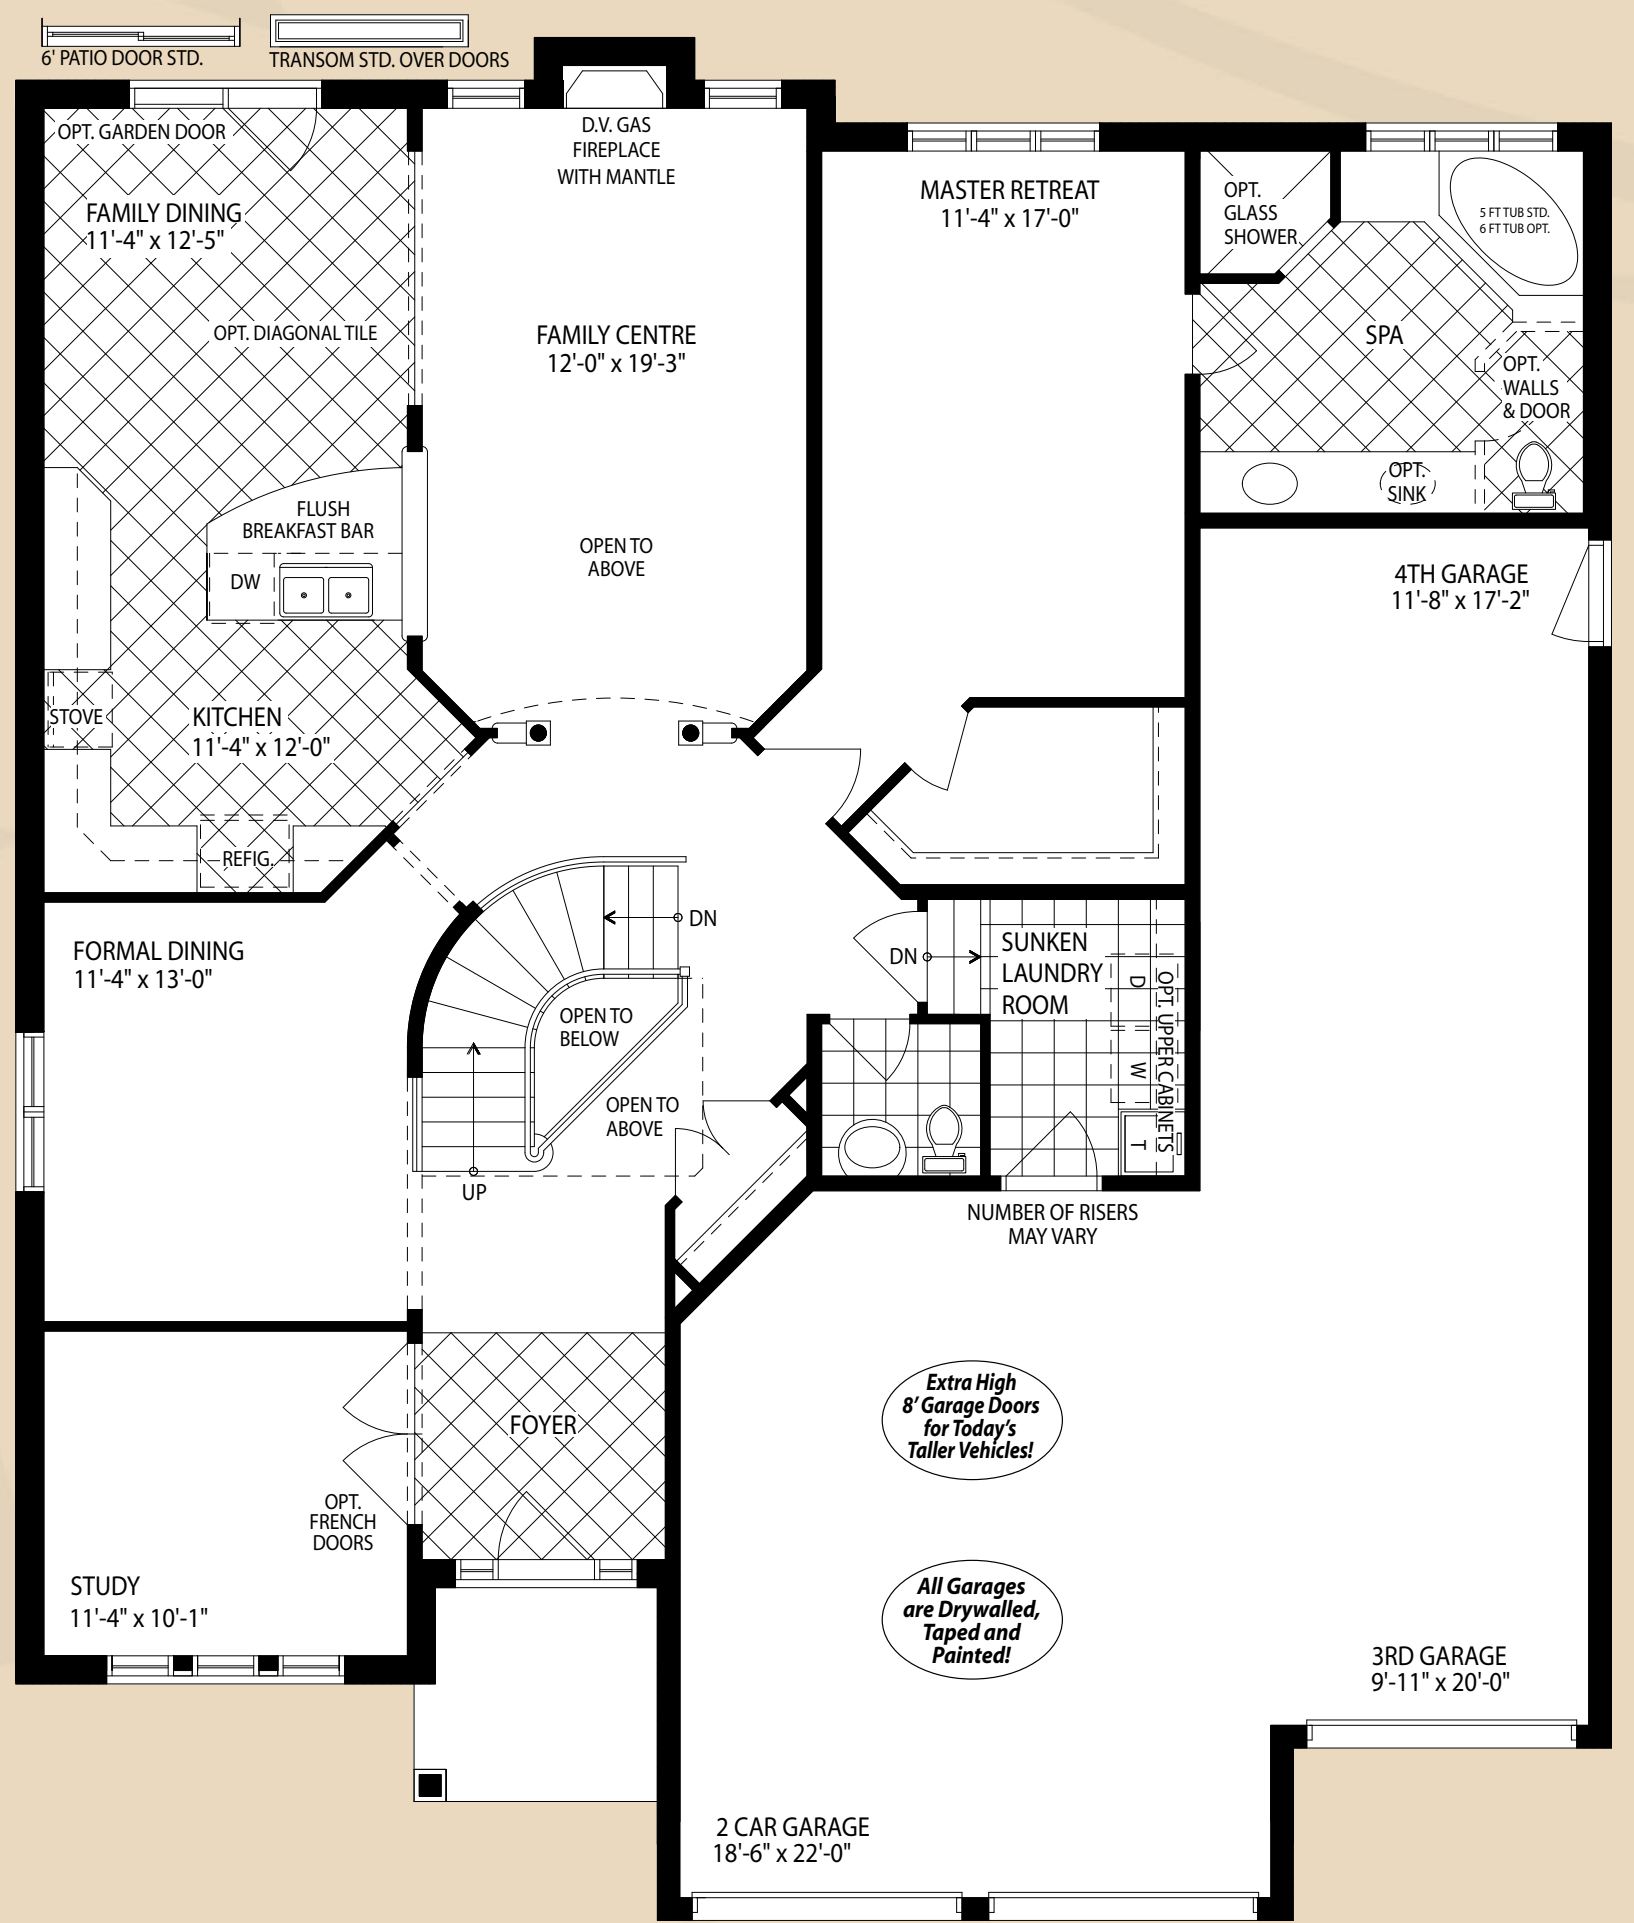 6' PATIO DOOR STD.
TRANSOM STD. OVER DOORS
OPT. GARDEN DOOR
FAMILY DINING
11'-4" x 12'-5"
OPT. DIAGONAL TILE
D.V. GAS
FIREPLACE
WITH MANTLE
FAMILY CENTRE
12'-0" x 19'-3"
OPEN TO
ABOVE
MASTER RETREAT
11'-4" x 17'-0"
OPT.
GLASS
SHOWER
5 FT TUB STD.
6 FT TUB OPT.
SPA
OPT.
WALLS
& DOOR
OPT.
SINK
FLUSH
BREAKFAST BAR
DW
STOVE
KITCHEN
11'-4" x 12'-0"
REFIG.
4TH GARAGE
11'-8" x 17'-2"
FORMAL DINING
11'-4" x 13'-0"
DN
OPEN TO
BELOW
OPEN TO
ABOVE
UP
DN
SUNKEN
LAUNDRY
ROOM
D
W
T
OPT. UPPER CABINETS
NUMBER OF RISERS
MAY VARY
FOYER
OPT.
FRENCH
DOORS
STUDY
11'-4" x 10'-1"
Extra High
8' Garage Doors
for Today's
Taller Vehicles!
All Garages
are Drywalled,
Taped and
Painted!
3RD GARAGE
9'-11" x 20'-0"
2 CAR GARAGE
18'-6" x 22'-0"